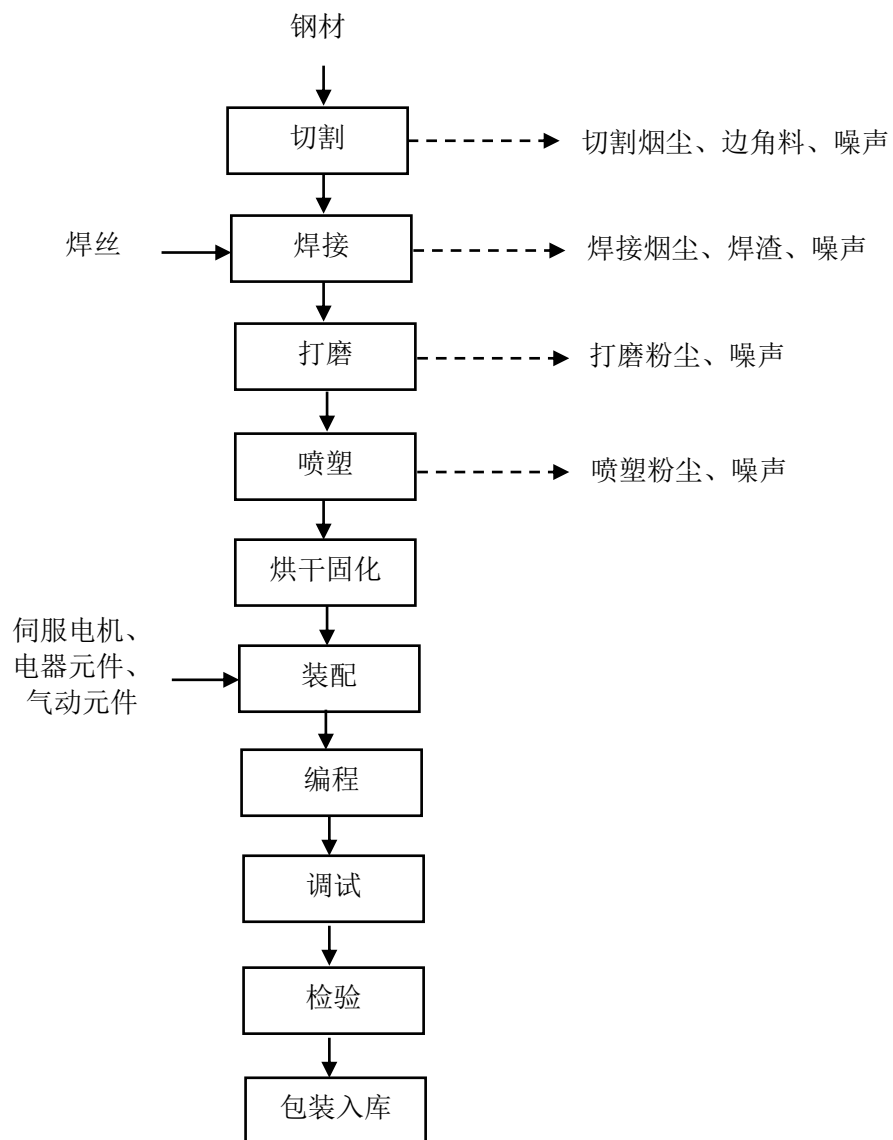 钢材
切割
切割烟尘、边角料、噪声
焊丝
焊接
焊接烟尘、焊渣、噪声
打磨
打磨粉尘、噪声
喷塑
喷塑粉尘、噪声
烘干固化
伺服电机、
电器元件、
气动元件
装配
编程
调试
检验
包装入库